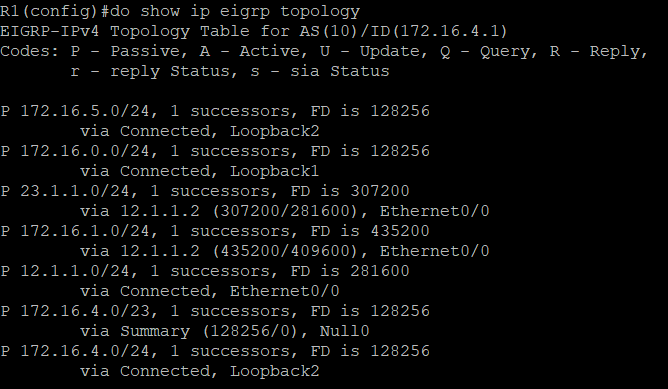 R1(config)#do show ip eigrp topology
EIGRP-IPv4 Topology Table for AS(10)/ID(172.16.4.1)
Codes: P - Passive, A - Active, U - Update, Q - Query, R - Reply,
       r - reply Status, s - sia Status

P 172.16.5.0/24, 1 successors, FD is 128256
        via Connected, Loopback2
P 172.16.0.0/24, 1 successors, FD is 128256
        via Connected, Loopback1
P 23.1.1.0/24, 1 successors, FD is 307200
        via 12.1.1.2 (307200/281600), Ethernet0/0
P 172.16.1.0/24, 1 successors, FD is 435200
        via 12.1.1.2 (435200/409600), Ethernet0/0
P 12.1.1.0/24, 1 successors, FD is 281600
        via Connected, Ethernet0/0
P 172.16.4.0/23, 1 successors, FD is 128256
        via Summary (128256/0), Null0
P 172.16.4.0/24, 1 successors, FD is 128256
        via Connected, Loopback2